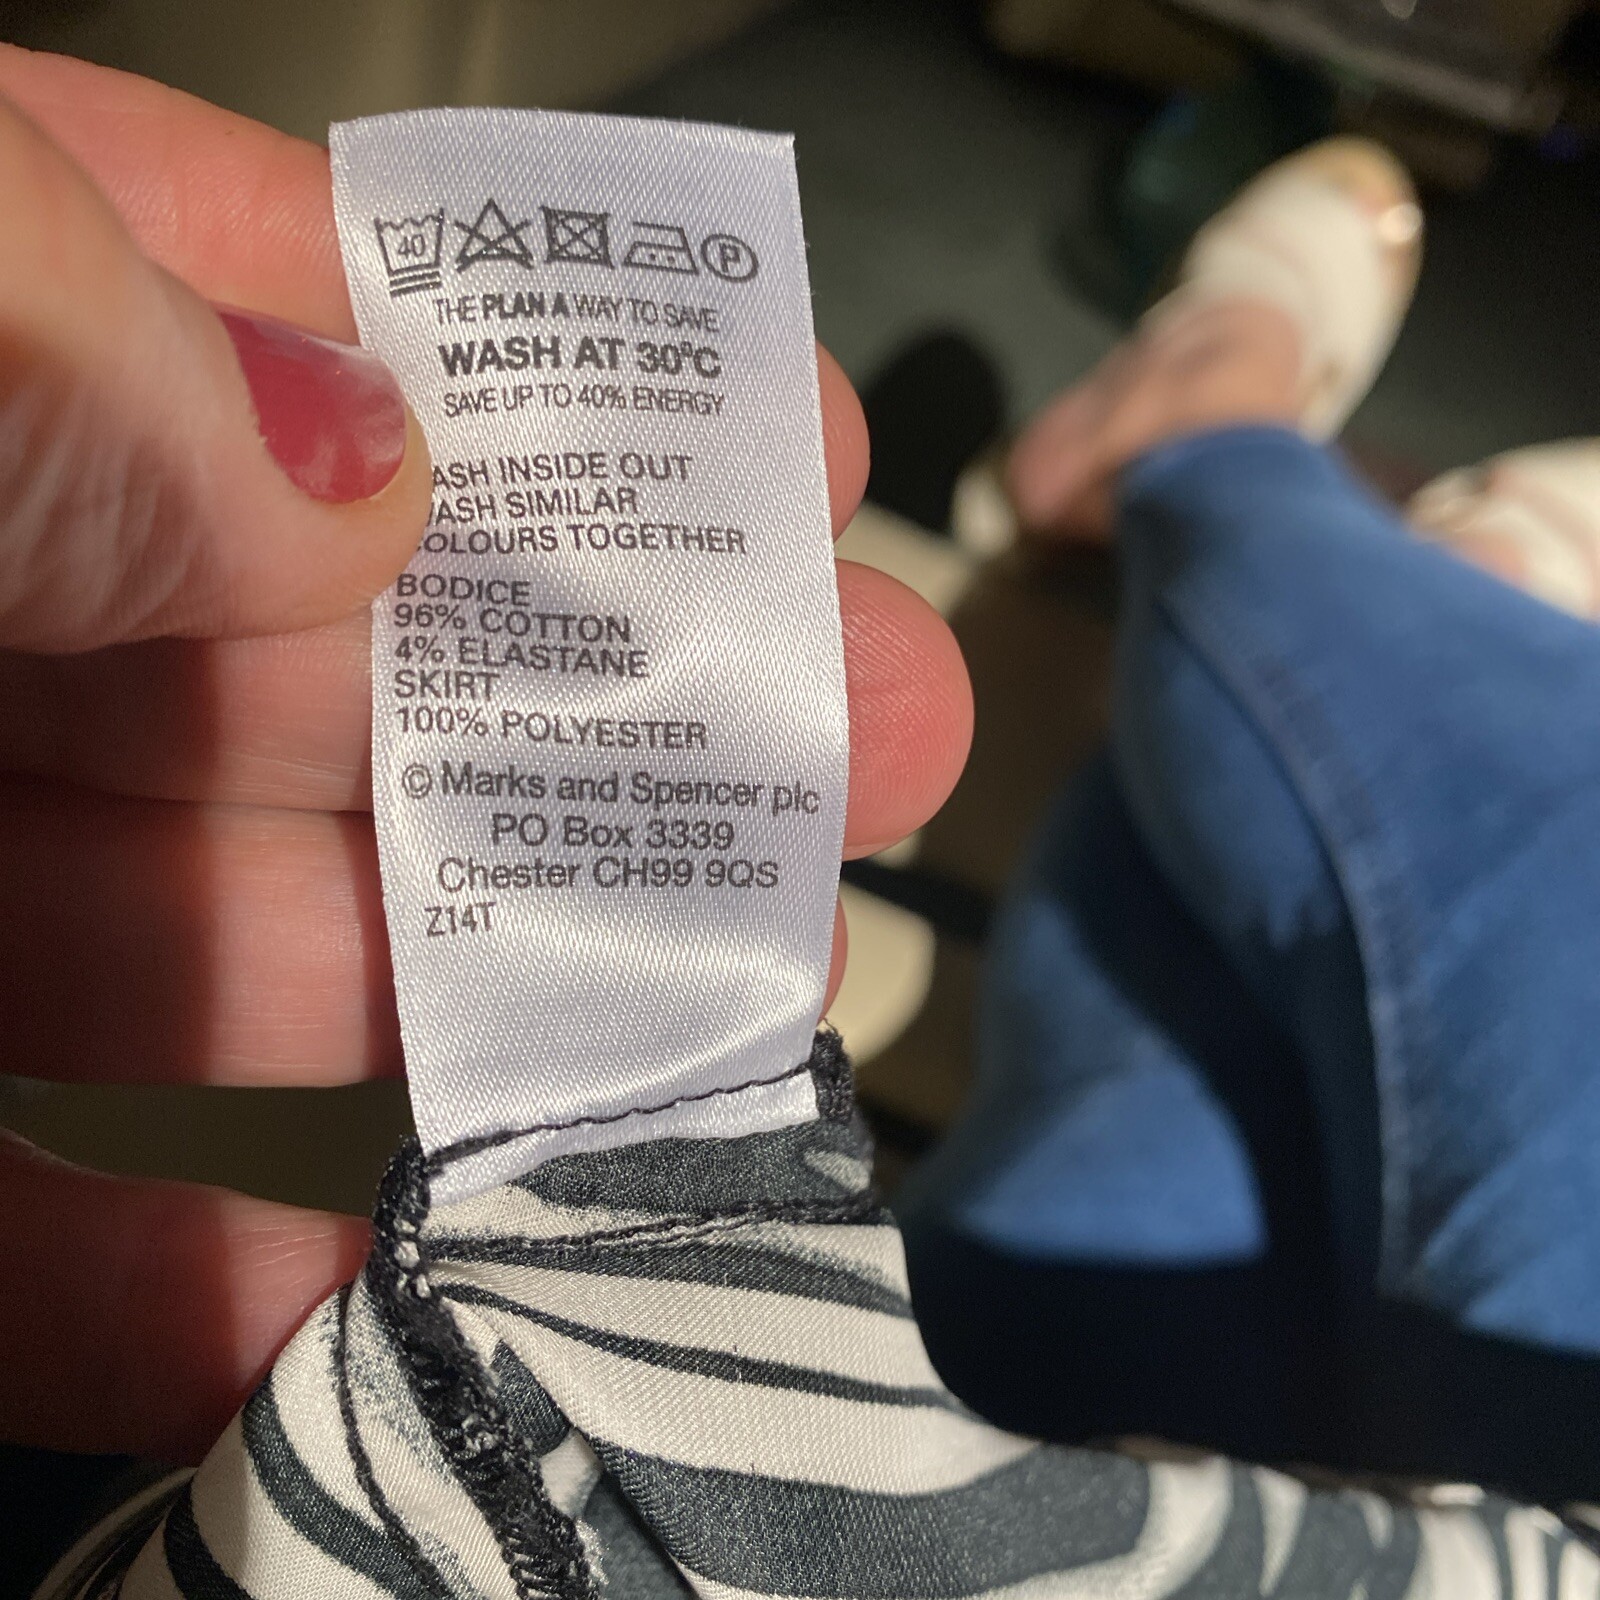 40 P
THE PLAN A WAY TO SAVE
WASH AT 30°C
SAVE UP TO 40% ENERGY
ASH INSIDE OUT
ASH SIMILAR
OLOURS TOGETHER
BODICE
96% COTTON
4% ELASTANE
SKIRT
100% POLYESTER
© Marks and Spencer plc
PO Box 3339
Chester CH99 9QS
Z14T